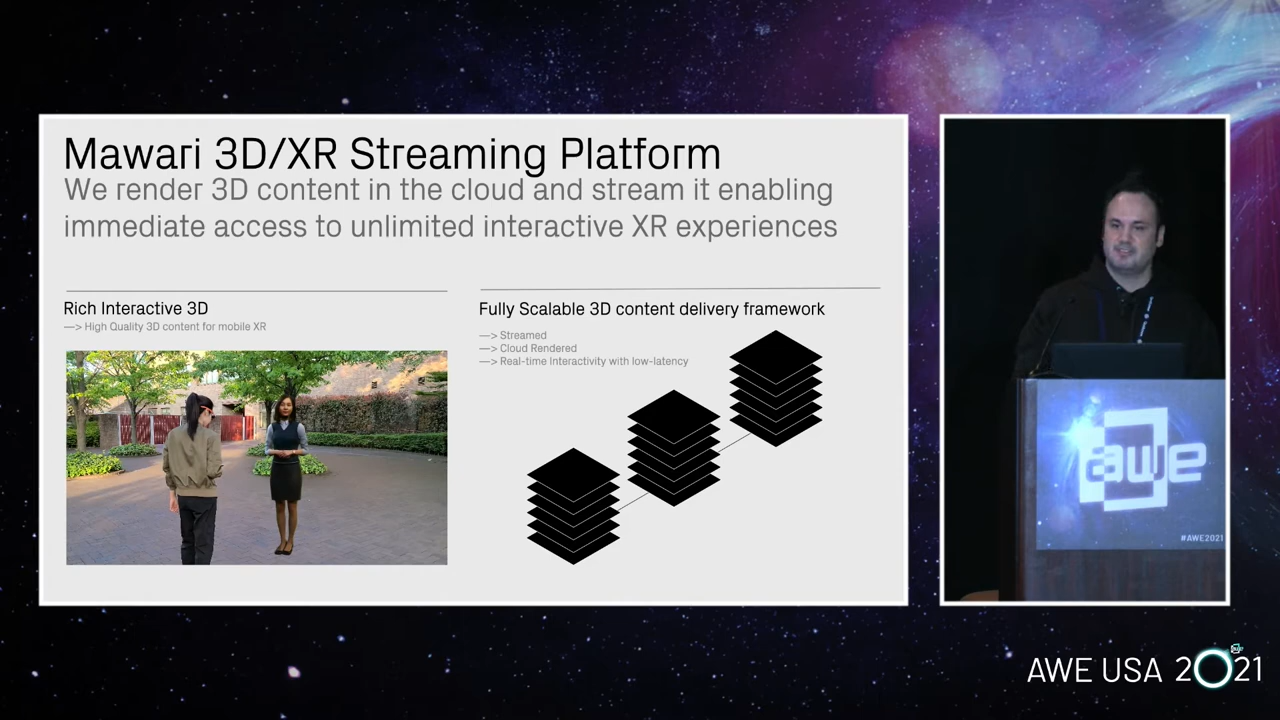 Mawari 3D/XR Streaming Platform
We render 3D content in the cloud and stream it enabling
immediate access to unlimited interactive XR experiences
Rich Interactive 3D
—> High Quality 3D content for mobile XR
Fully Scalable 3D content delivery framework
—> Streamed
—> Cloud Rendered
—> Real-time Interactivity with low-latency
awe
#AWE2021
AWE USA 2021